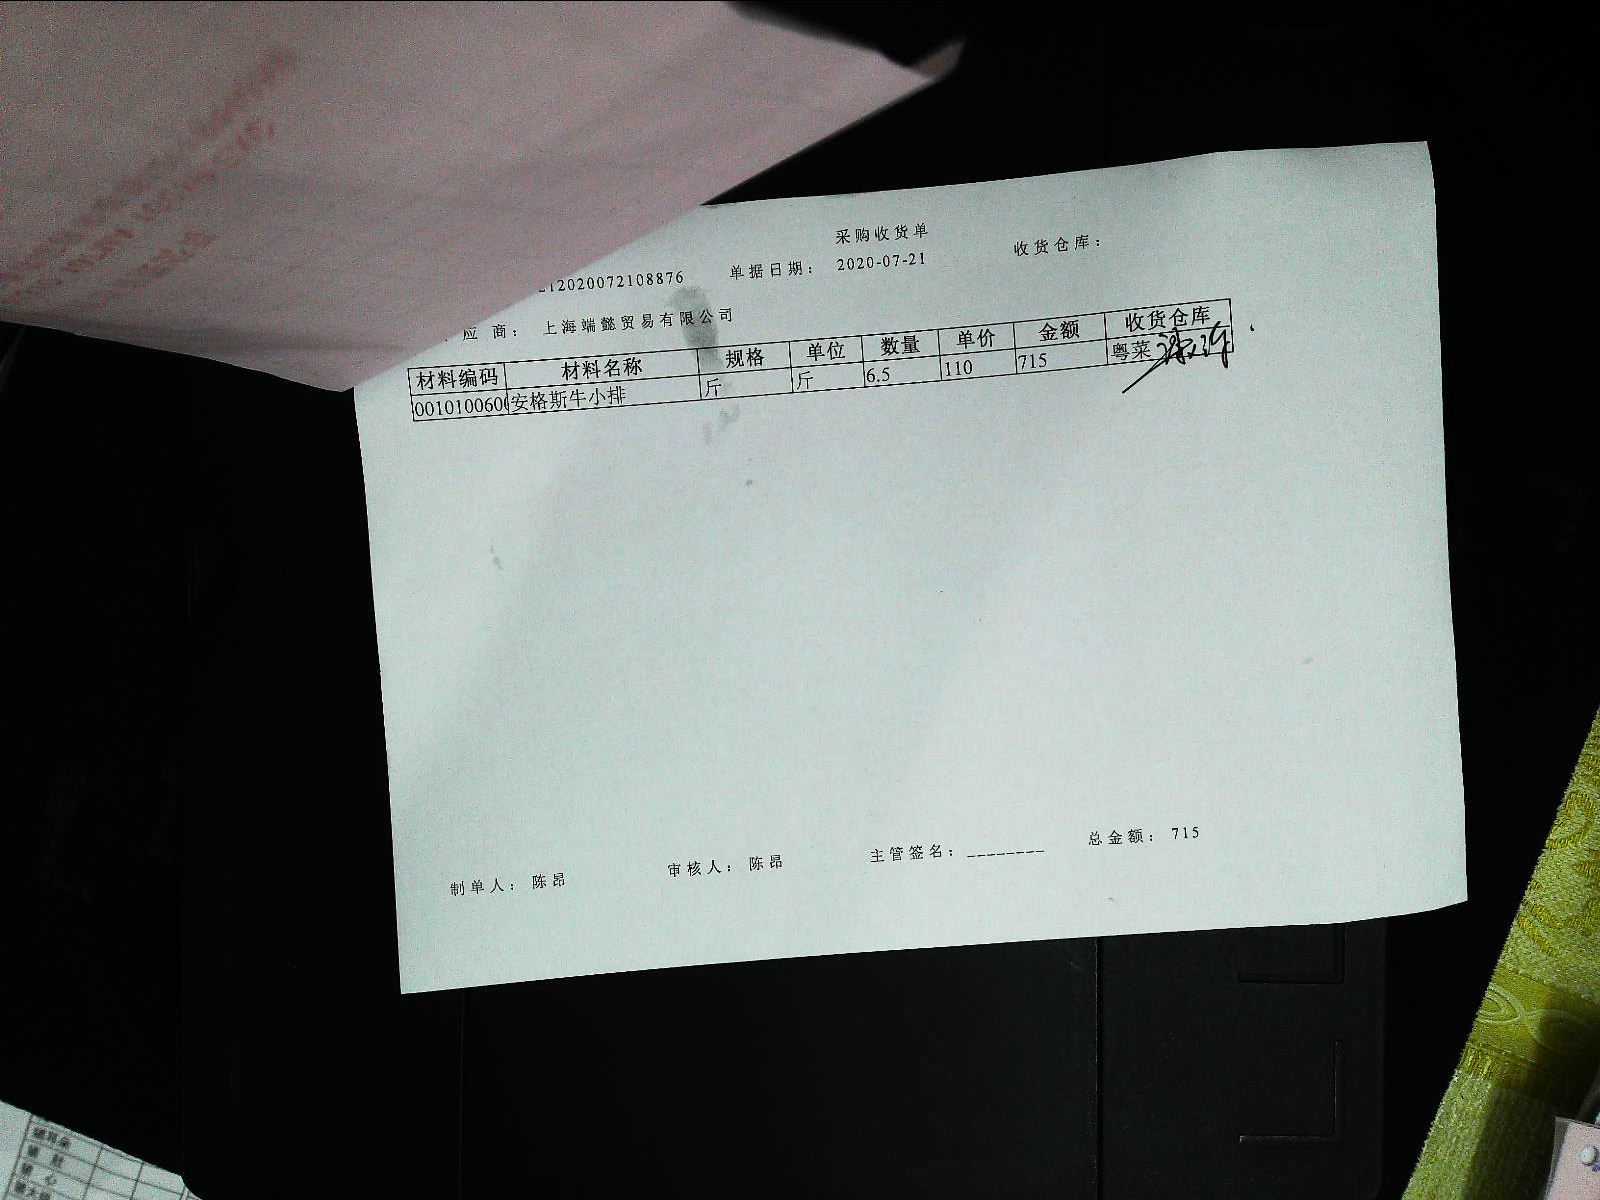 采购收货单
12020072108876 单据日期： 2020-07-21 收货仓库：
应 商： 上海端懿贸易有限公司
材料编码 材料名称 规格 单位 数量 单价 金额 收货仓库
0010100600 安格斯牛小排 斤 斤 6.5 110 715 粤菜
制单人： 陈昂 审核人： 陈昂 主管签名：________ 总金额： 715